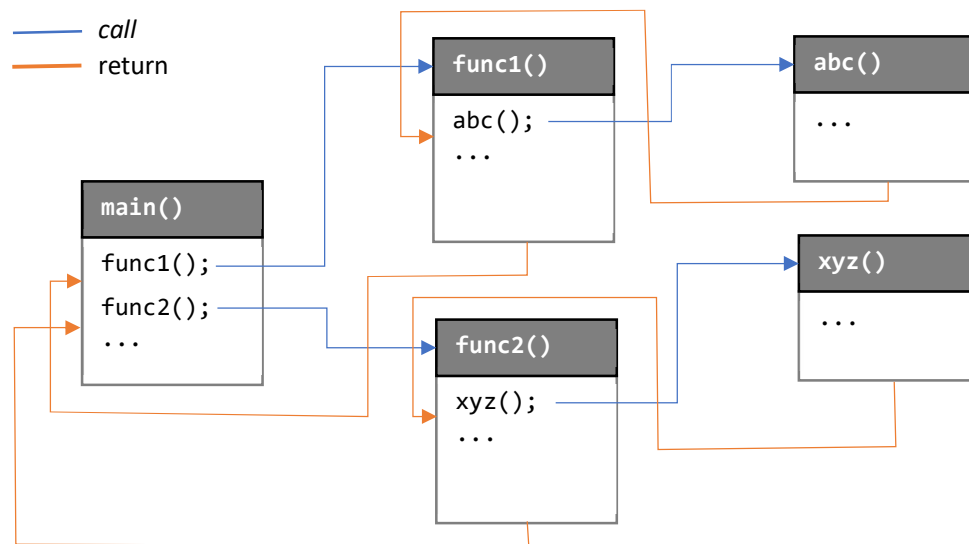 call
return
func1()
abc();
...
abc()
...
main()
func1();
func2();
...
xyz()
...
func2()
xyz();
...